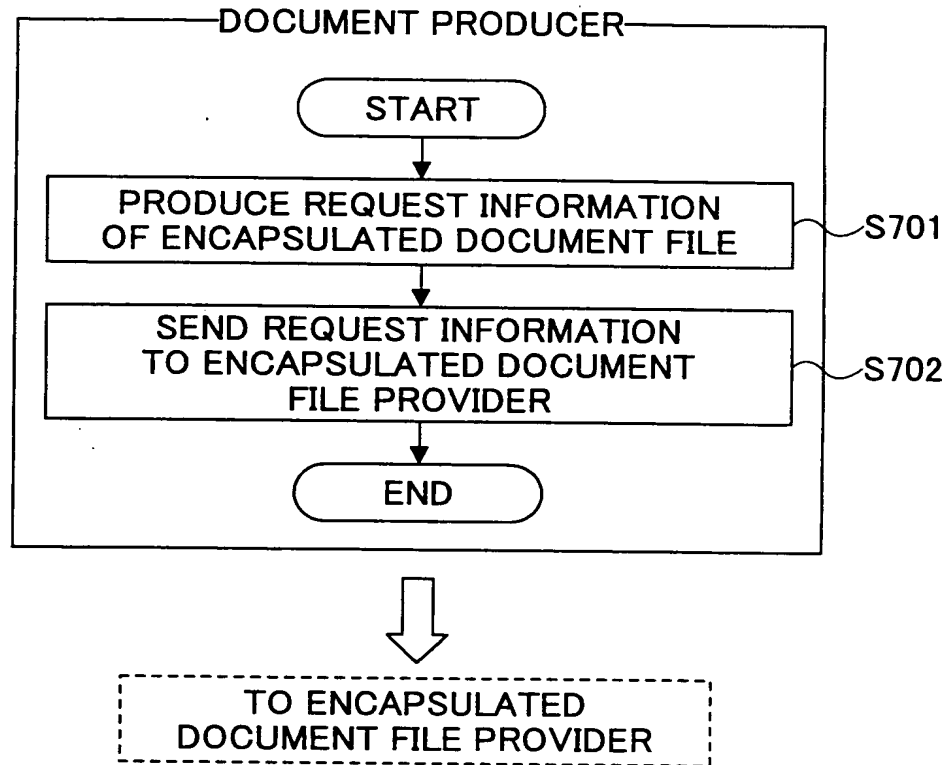 DOCUMENT PRODUCER
START
PRODUCE REQUEST INFORMATION
OF ENCAPSULATED DOCUMENT FILE
S701
SEND REQUEST INFORMATION
TO ENCAPSULATED DOCUMENT
FILE PROVIDER
S702
END
TO ENCAPSULATED
DOCUMENT FILE PROVIDER